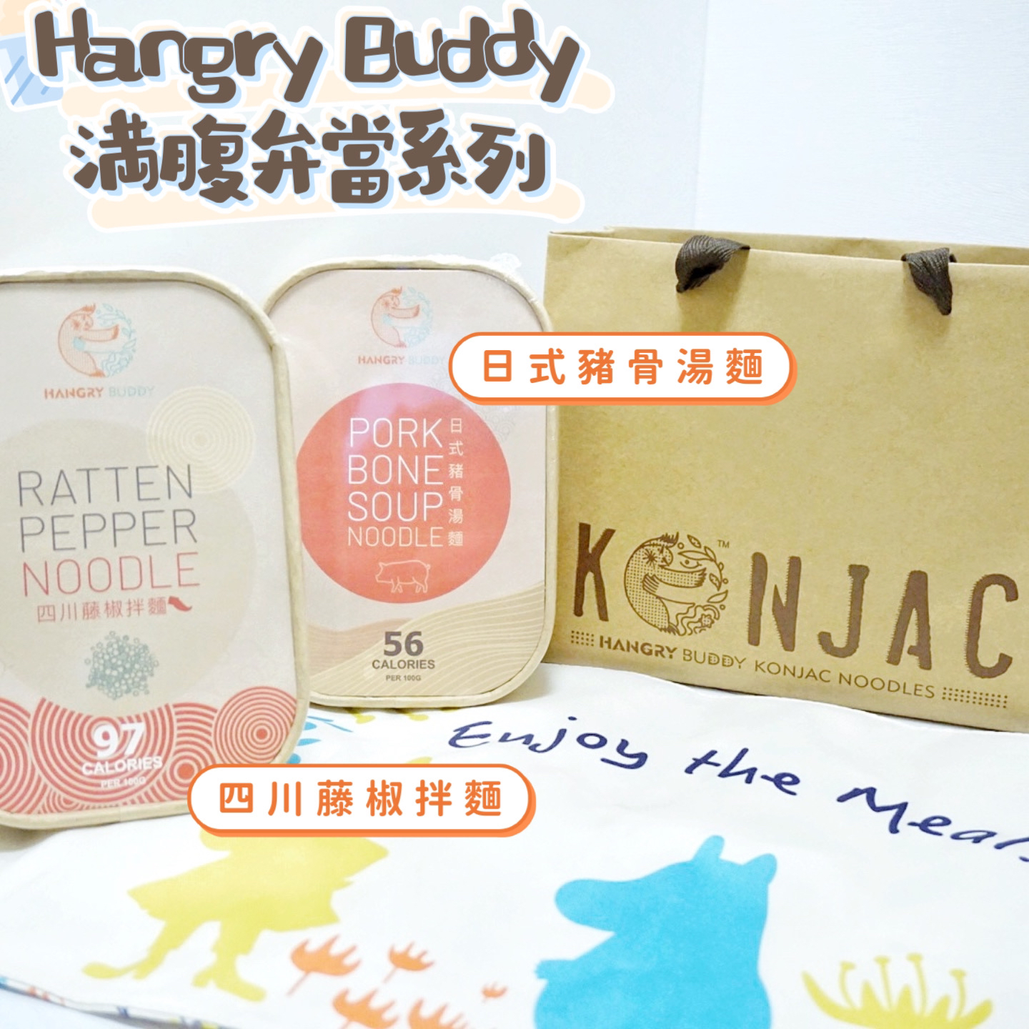 Hangry Buddy
滿腹弁當系列
HANGRY BUDDY
RATTEN
PEPPER
NOODLE
四川藤椒拌麵
97
CALORIES
PER 100G
HANGRY BUDDY
PORK
BONE
SOUP
NOODLE
日式豬骨湯麵
56
CALORIES
PER 100G
日式豬骨湯麵
四川藤椒拌麵
KONJAC
TM
HANGRY BUDDY KONJAC NOODLES
Enjoy the Meals